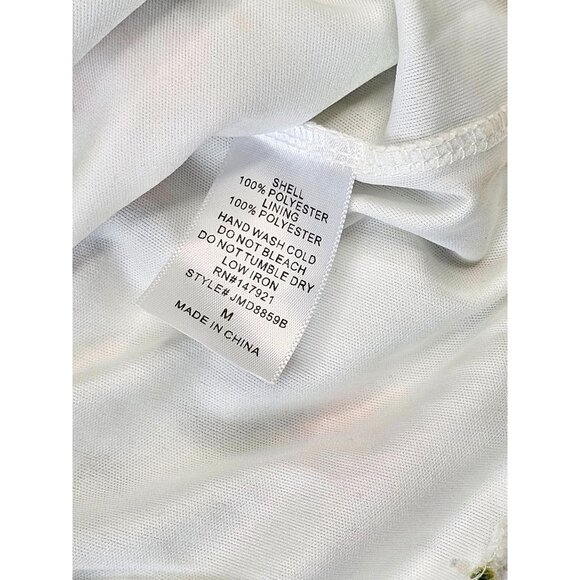 SHELL
100% POLYESTER
LINING
100% POLYESTER
HAND WASH COLD
DO NOT BLEACH
DO NOT TUMBLE DRY
LOW IRON
RN#147921
STYLE# JMD8859B
M
MADE IN CHINA